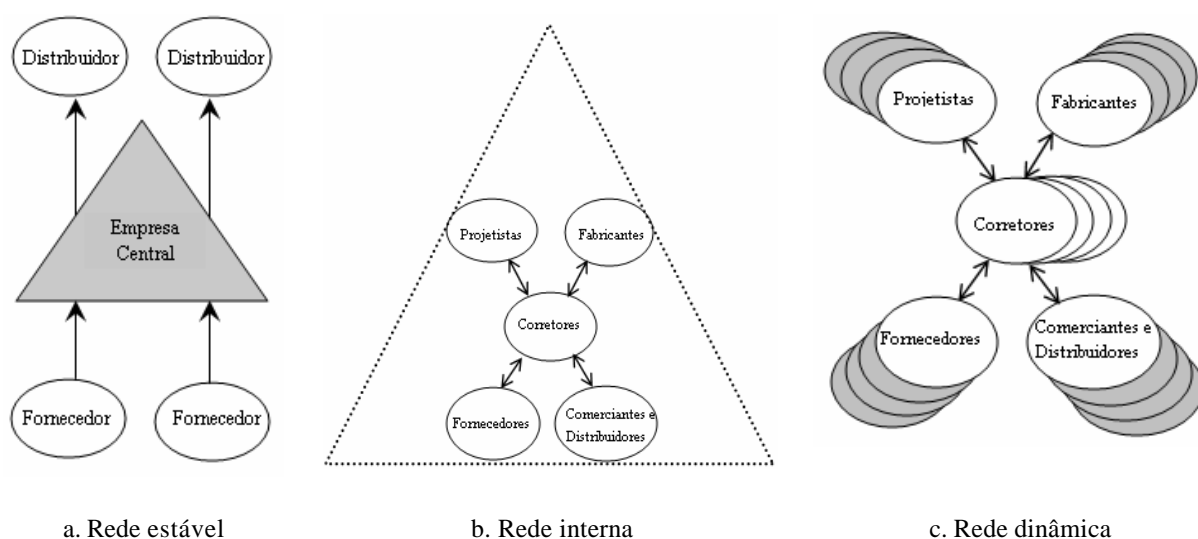 Distribuidor
Distribuidor
Empresa
Central
Fornecedor
Fornecedor
a. Rede estável
Projetistas
Fabricantes
Corretores
Fornecedores
Comerciantes e
Distribuidores
b. Rede interna
Projetistas
Fabricantes
Corretores
Fornecedores
Comerciantes e
Distribuidores
c. Rede dinâmica